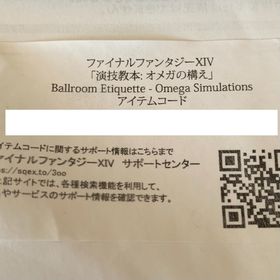 ファイナルファンタジーXIV
「演技教本: オメガの構え」
Ballroom Etiquette - Omega Simulations
アイテムコード
イテムコードに関するサポート情報はこちらまで
ァイナルファンタジーXIV サポートセンター
s://sqex.to/3oo
記サイトでは、各種検索機能を利用して、
やサービスのサポート情報を確認できます。